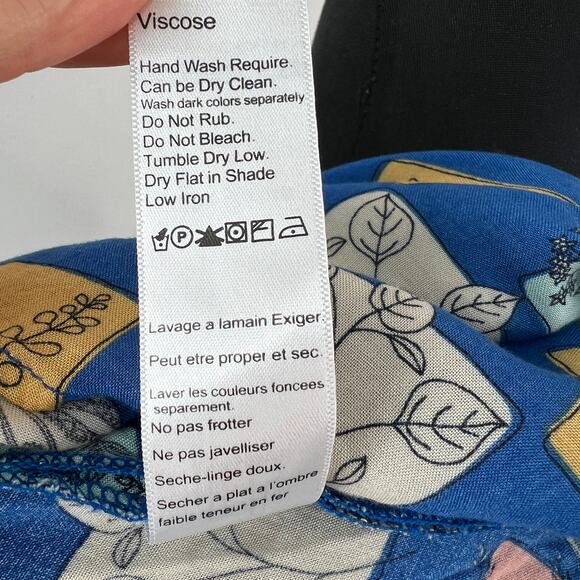 Viscose
Hand Wash Require.
Can be Dry Clean.
Wash dark colors separately
Do Not Rub.
Do Not Bleach.
Tumble Dry Low.
Dry Flat in Shade
Low Iron
P
Lavage a lamain Exiger.
Peut etre proper et sec.
Laver les couleurs foncees
separement.
No pas frotter
Ne pas javelliser
Seche-linge doux.
Secher a plat a l'ombre
faible teneur en fer